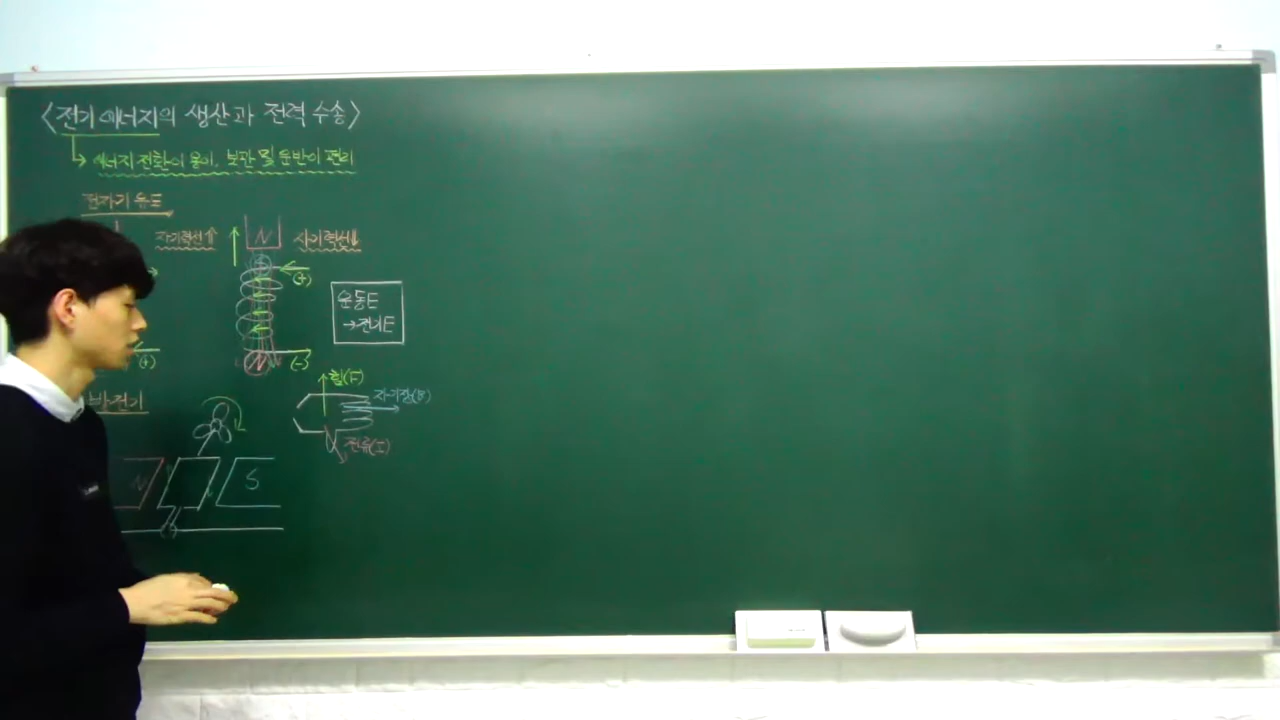 <전기 에너지의 생산과 전력 수송>
→ 에너지 전환이 용이, 보관 및 운반이 편리
전자기 유도
자기력선↑ N 자기력선↓
(+)
운동E
→전기E
(+) N (-)
발전기
힘(F)
자기장(B)
전류(I)
N S